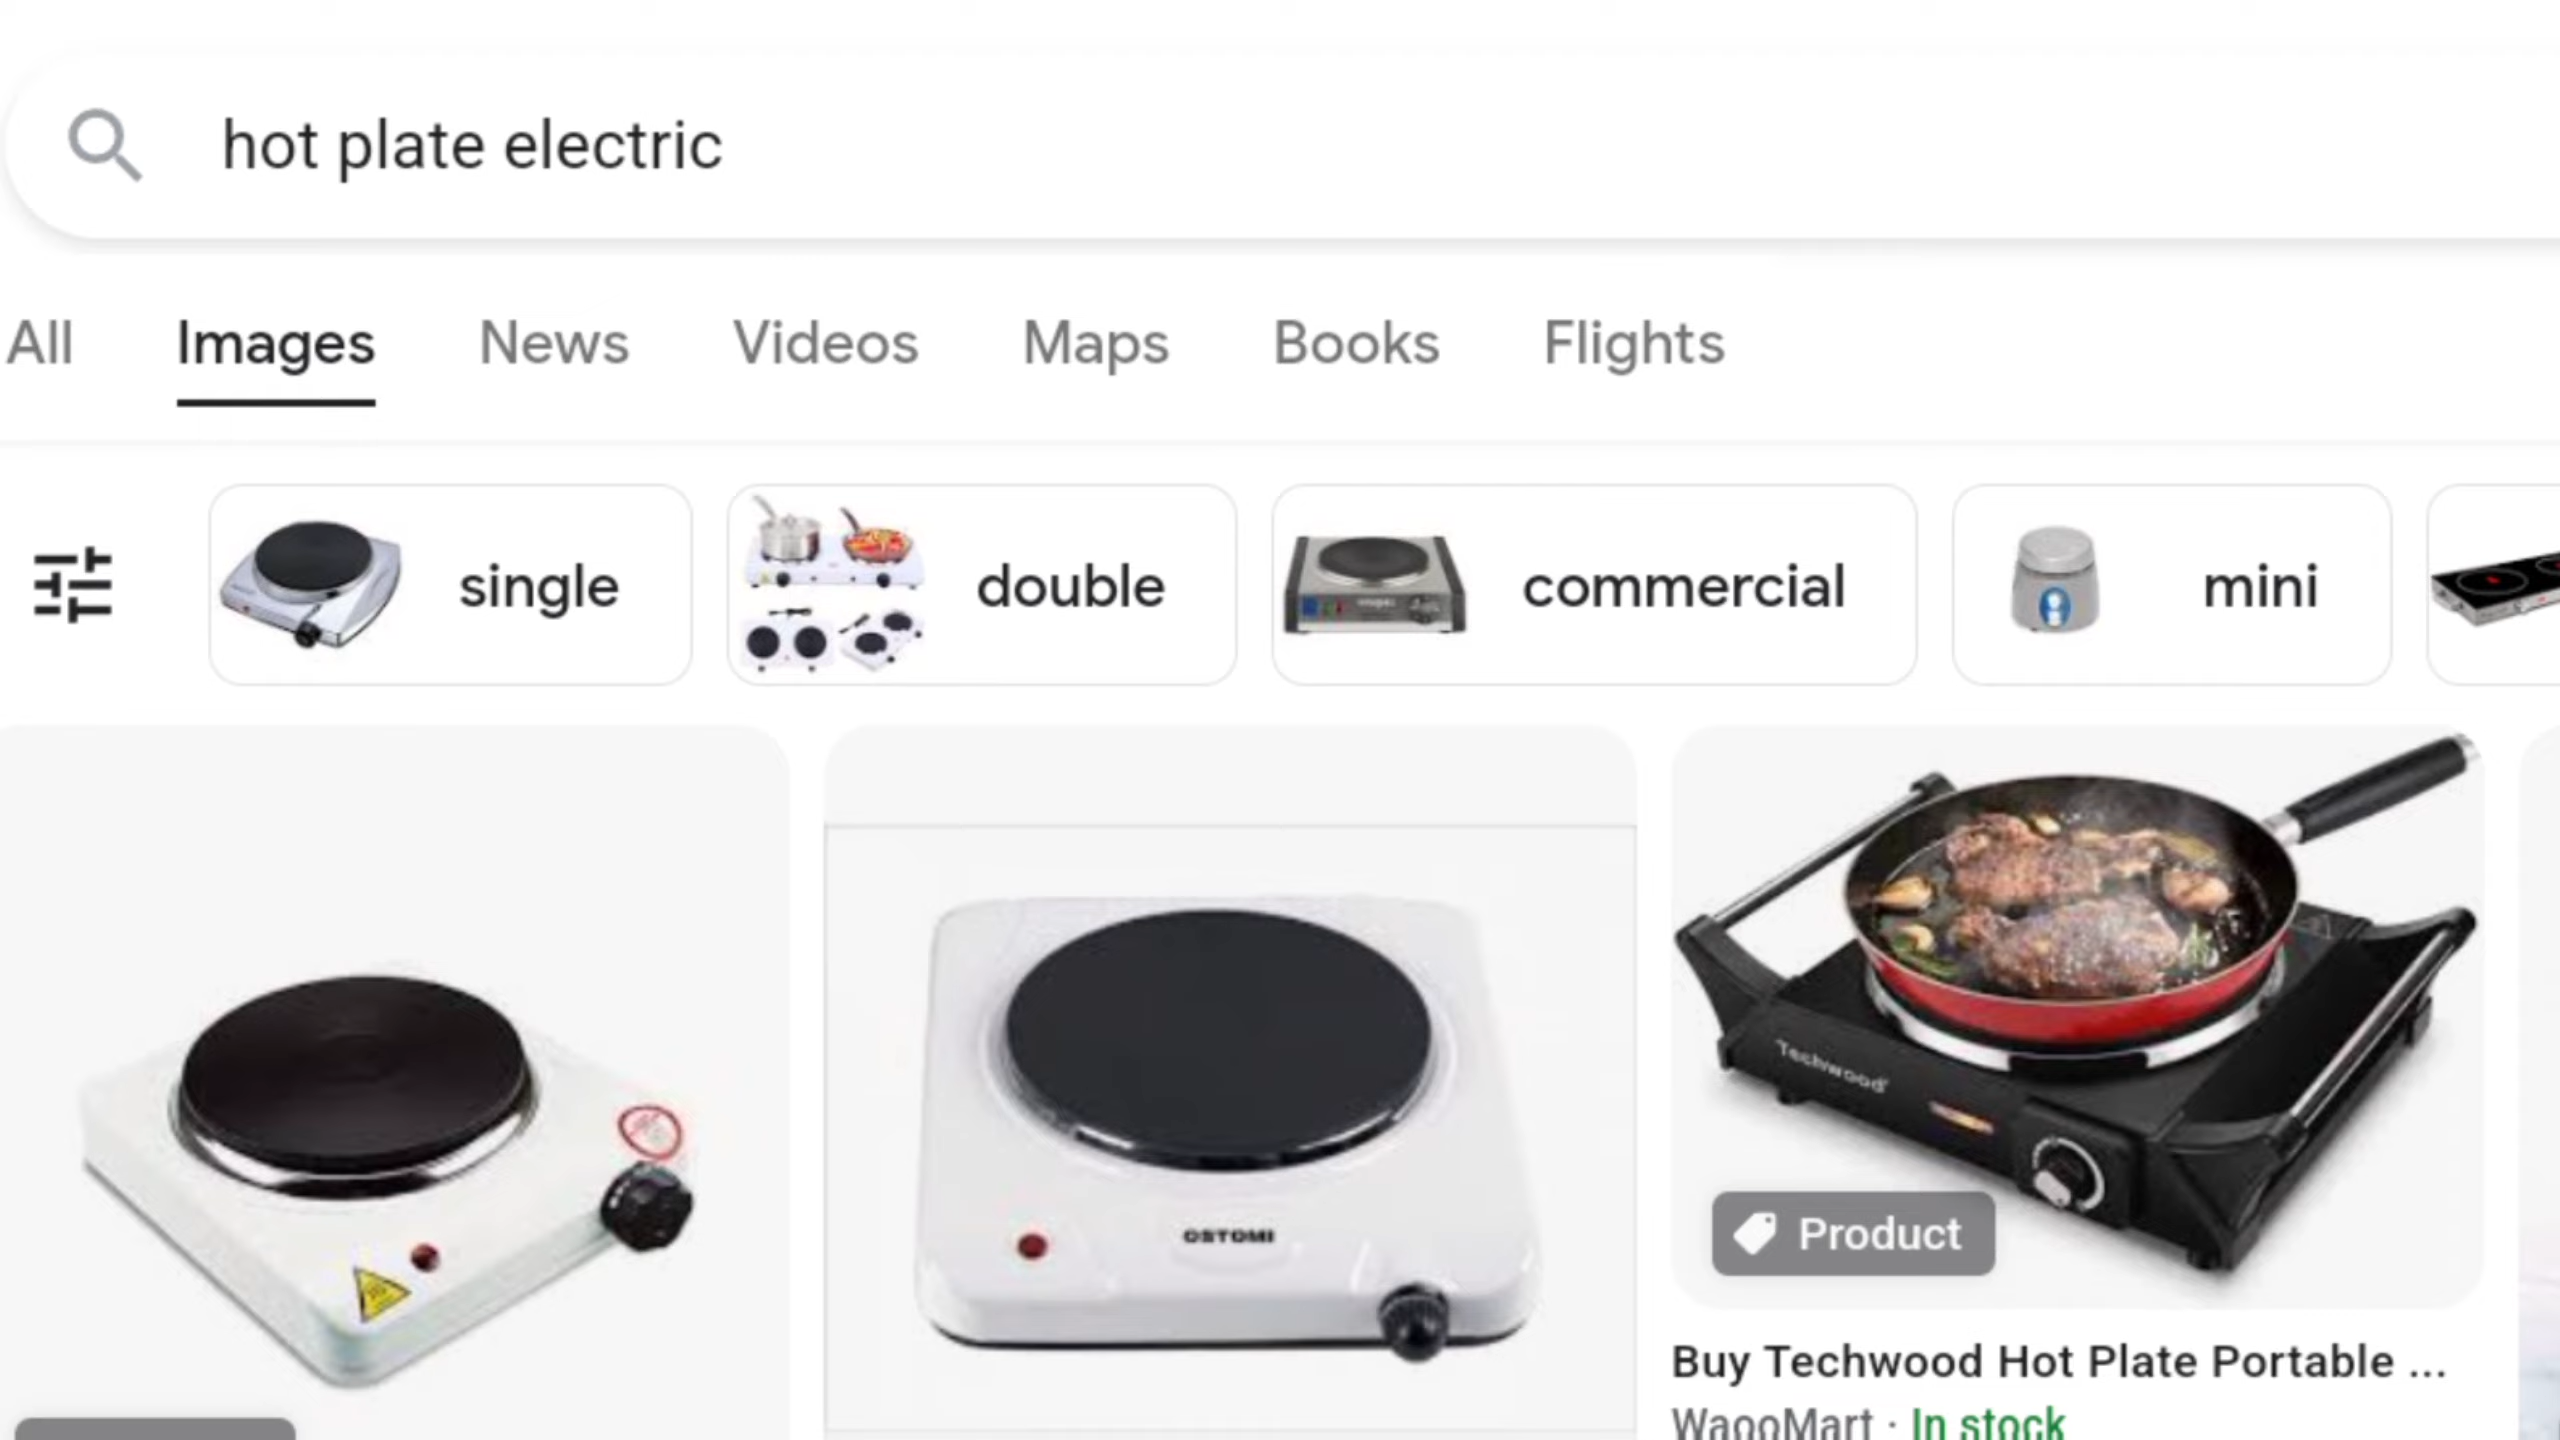 hot plate electric
All Images News Videos Maps Books Flights
single double commercial mini
OSTOMI
Techwood
Product
Buy Techwood Hot Plate Portable ...
WaooMart · In stock